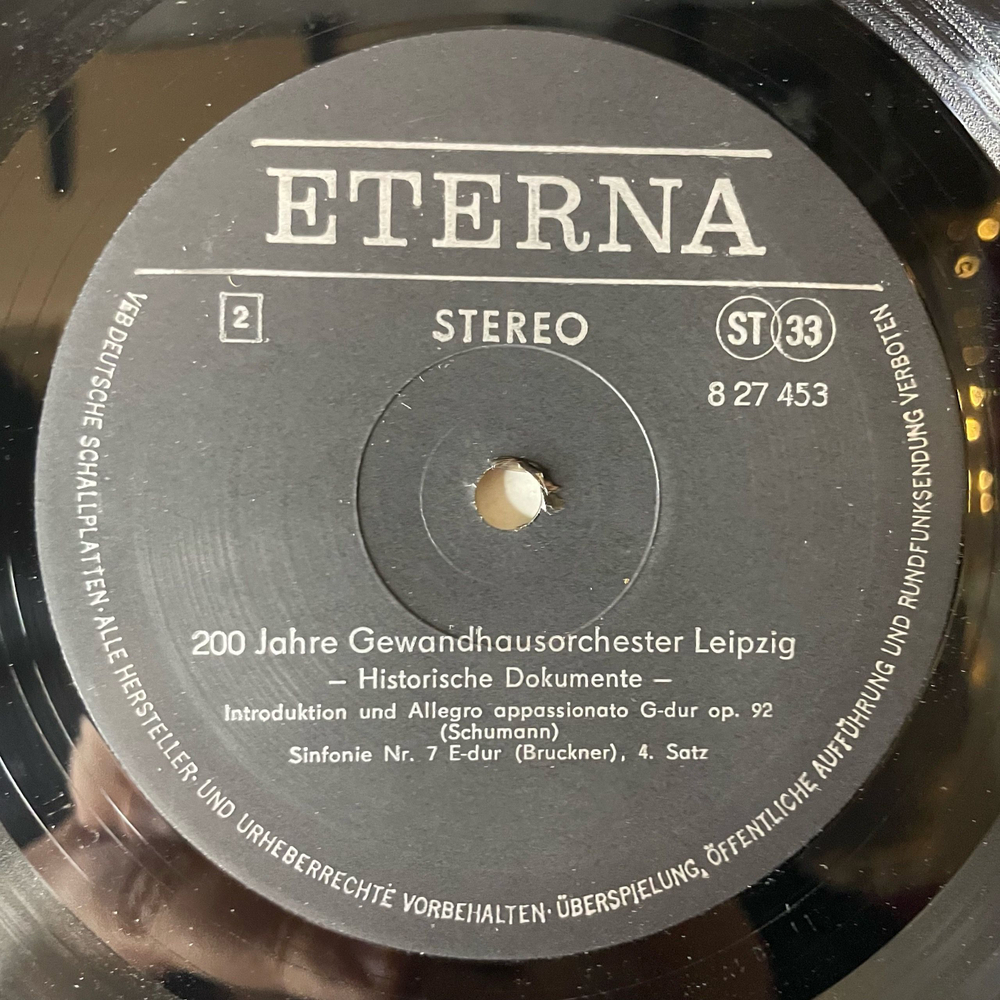 ETERNA
2
STEREO
ST 33
8 27 453
200 Jahre Gewandhausorchester Leipzig
– Historische Dokumente –
Introduktion und Allegro appassionato G-dur op. 92
(Schumann)
Sinfonie Nr. 7 E-dur (Bruckner), 4. Satz
VEB DEUTSCHE SCHALLPLATTEN · ALLE HERSTELLER- UND URHEBERRECHTE VORBEHALTEN · ÜBERSPIELUNG, ÖFFENTLICHE AUFFÜHRUNG UND RUNDFUNKSENDUNG VERBOTEN